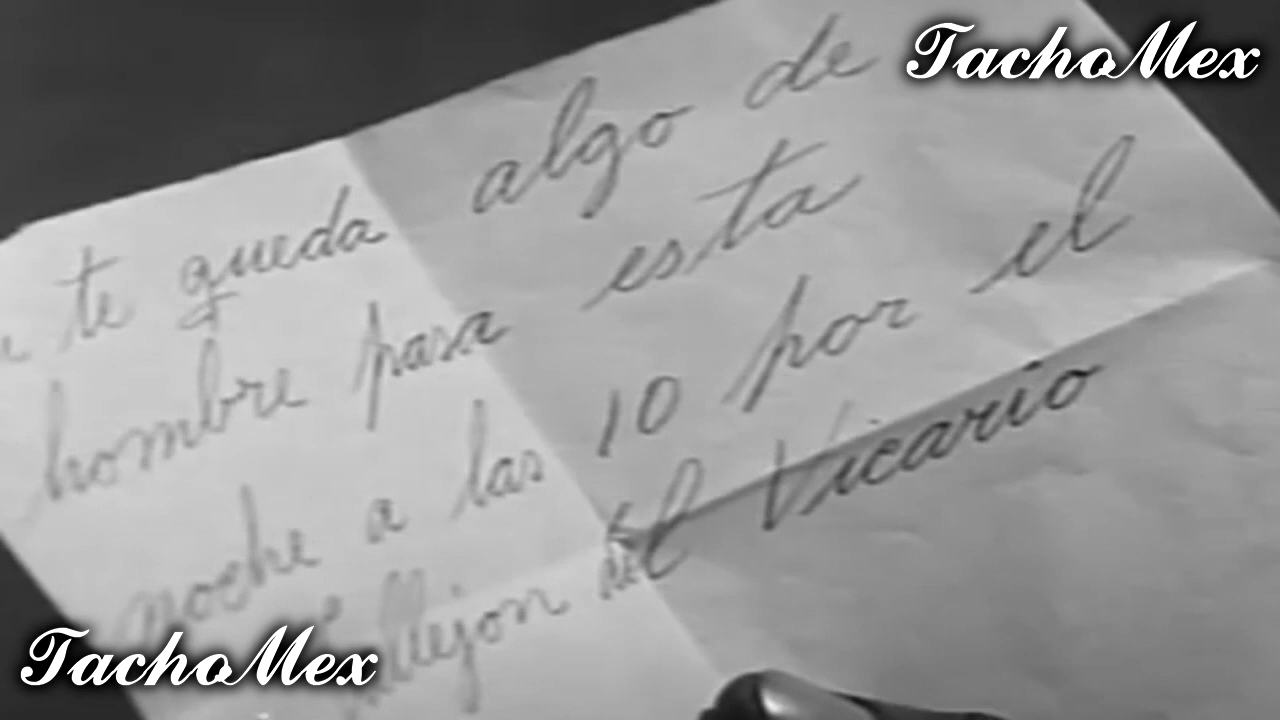 TachoMex
te queda algo de
hombre para esta
noche a las 10 por el
callejon del Vicario
TachoMex